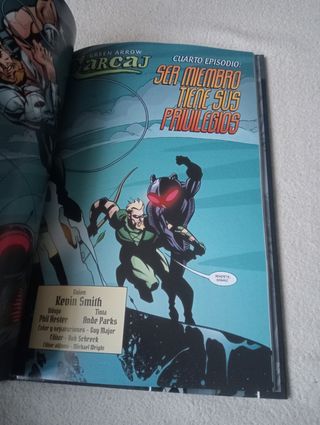 GREEN ARROW
CARCAJ
CUARTO EPISODIO:
SER MIEMBRO
TIENE SUS
PRIVILEGIOS
Guión
Kevin Smith
Dibujo Tinta
Phil Hester Ande Parks
Color y separaciones - Guy Major
Editor - Bob Schreck
Editor adjunto - Michael Wright